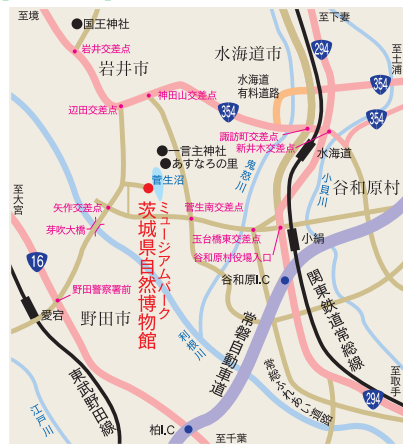 至境
国王神社
岩井交差点
岩井市
至下妻
294
水海道市
至土浦
水海道
有料道路
神田山交差点
354
辺田交差点
354
諏訪町交差点
新井木交差点
水海道
一言主神社
あすなろの里
鬼怒川
小貝川
菅生沼
至大宮
矢作交差点
芽吹大橋
ミュージアムパーク
茨城県自然博物館
菅生南交差点
谷和原村
玉台橋東交差点
谷和原村役場入口
小絹
16
野田警察署前
谷和原I.C
愛宕
野田市
利根川
常磐自動車道
関東鉄道常総線
東武野田線
常総ふれあい道路
至取手
294
江戸川
柏I.C
至千葉